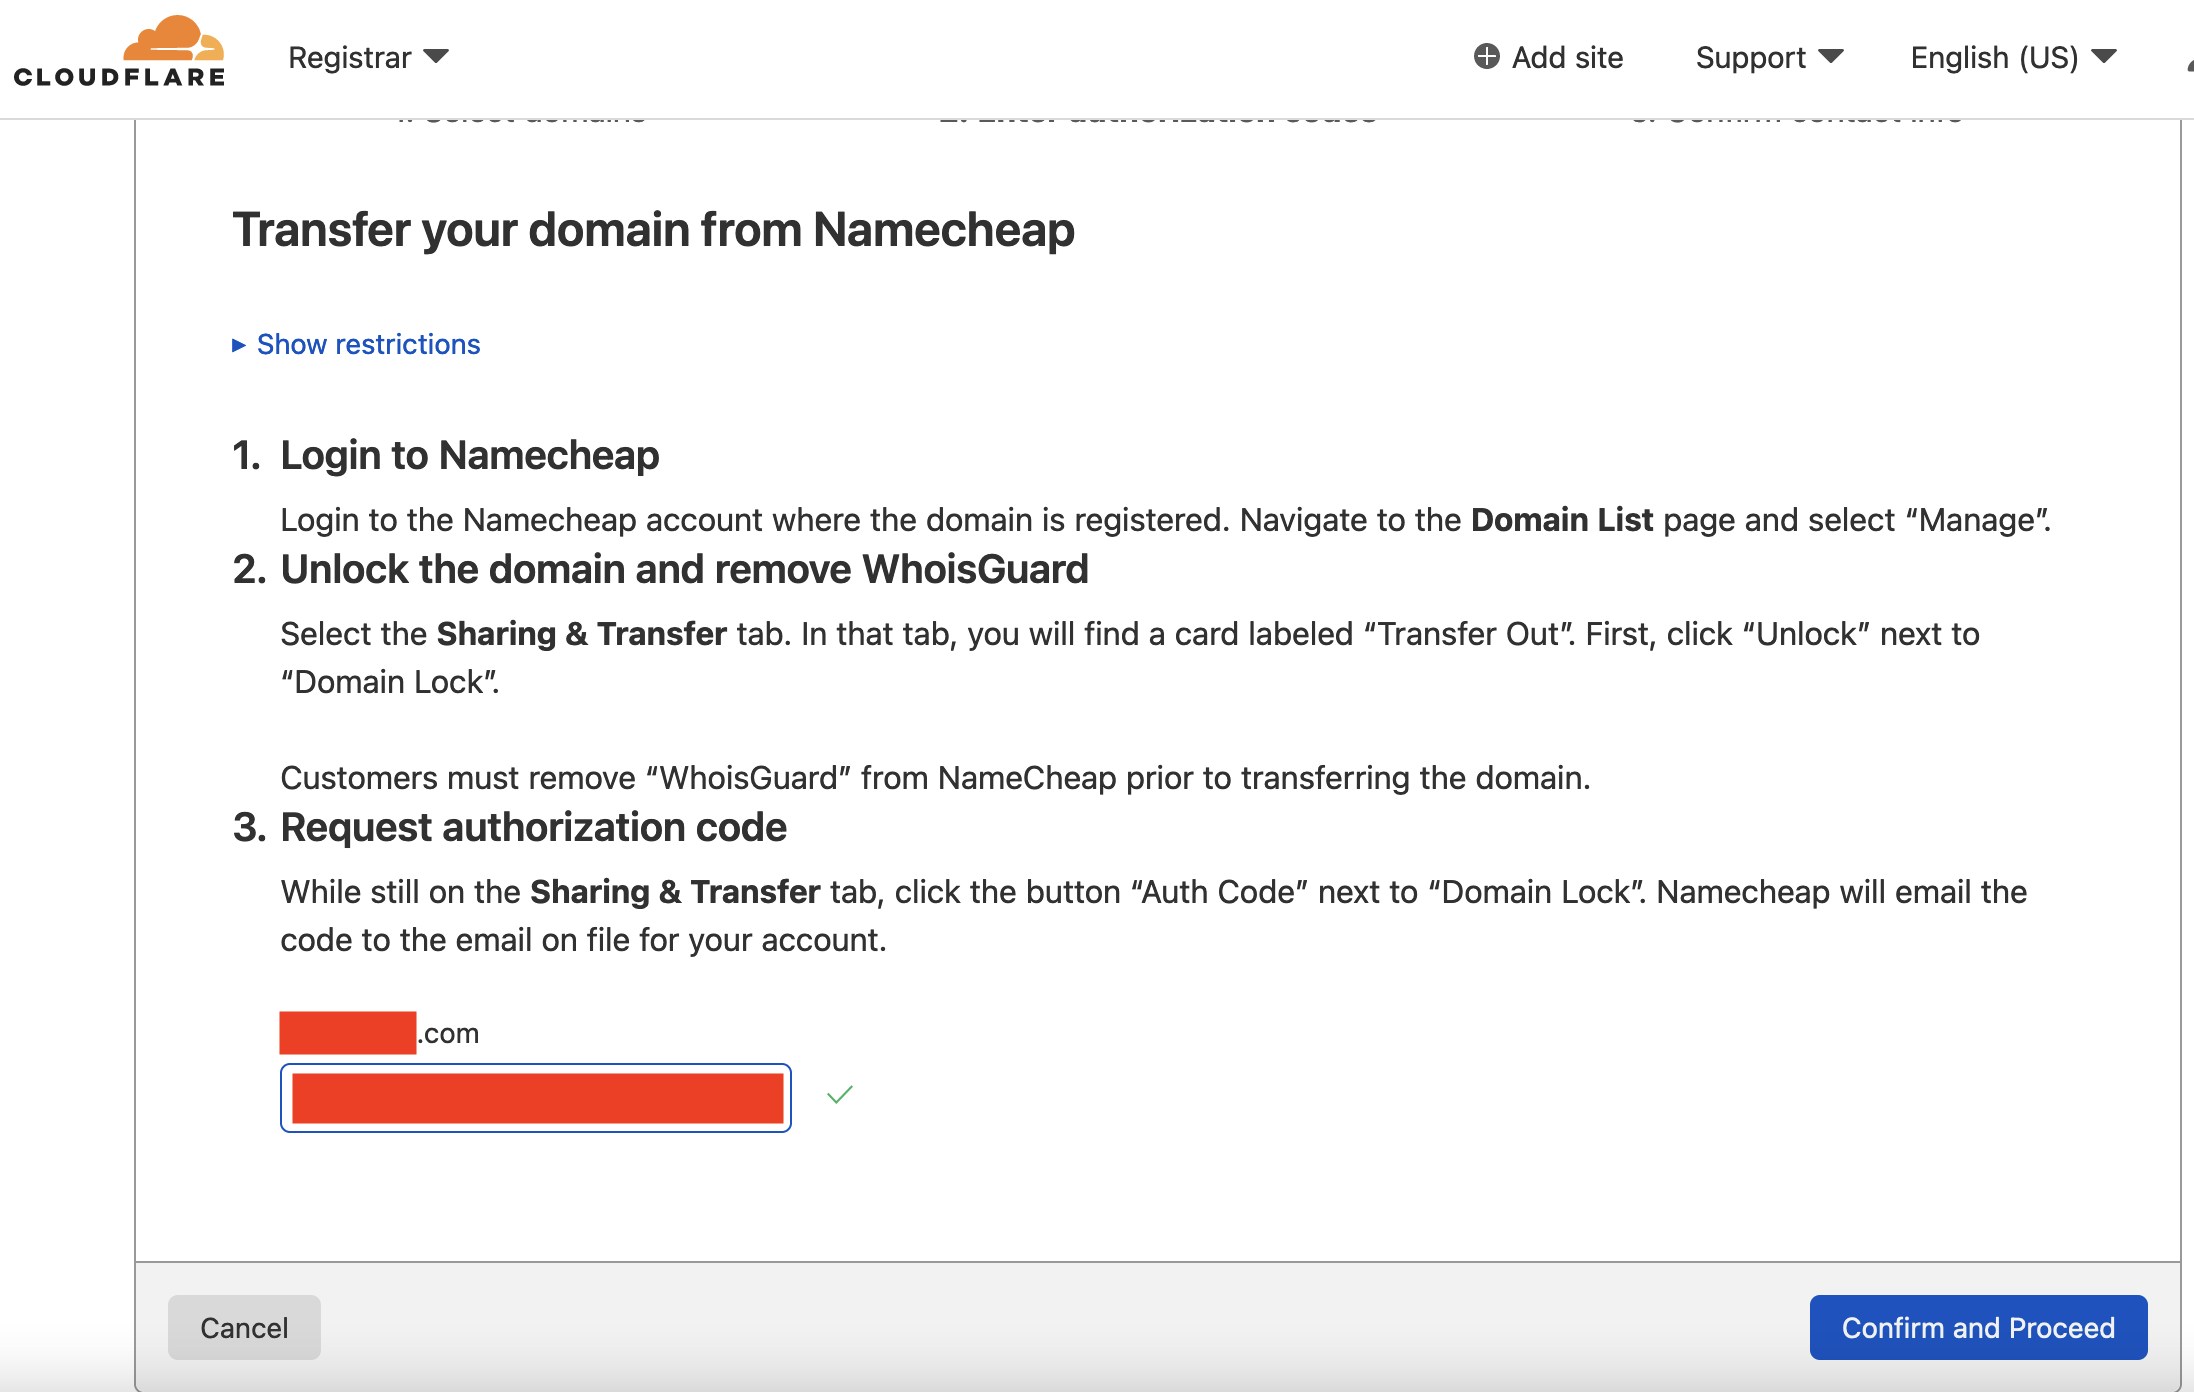 CLOUDFLARE
Registrar
Add site
Support
English (US)
Transfer your domain from Namecheap
Show restrictions
1. Login to Namecheap
Login to the Namecheap account where the domain is registered. Navigate to the Domain List page and select “Manage”.
2. Unlock the domain and remove WhoisGuard
Select the Sharing & Transfer tab. In that tab, you will find a card labeled “Transfer Out”. First, click “Unlock” next to
“Domain Lock”.
Customers must remove “WhoisGuard” from NameCheap prior to transferring the domain.
3. Request authorization code
While still on the Sharing & Transfer tab, click the button “Auth Code” next to “Domain Lock”. Namecheap will email the
code to the email on file for your account.
.com
Cancel
Confirm and Proceed